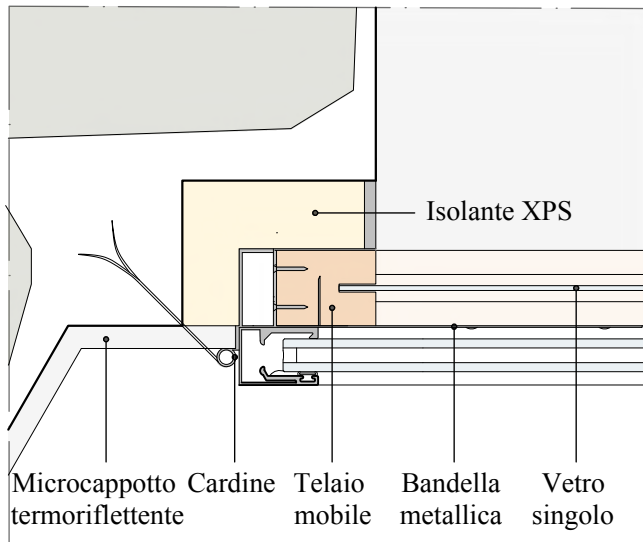 Isolante XPS
Microcappotto Cardine Telaio Bandella Vetro
termoriflettente mobile metallica singolo